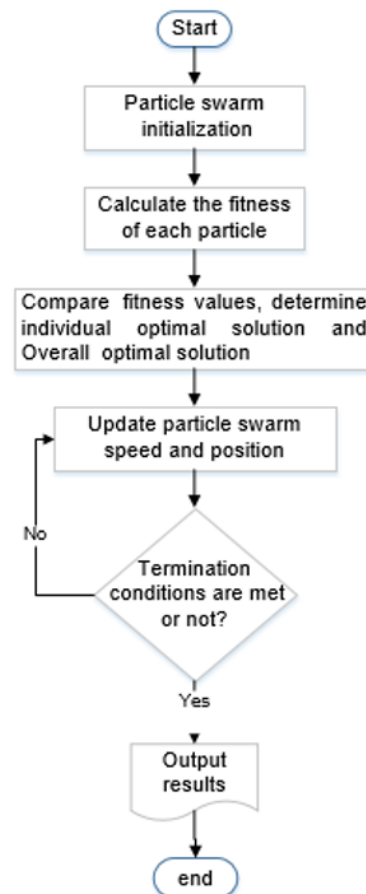 Start
Particle swarm
initialization
Calculate the fitness
of each particle
Compare fitness values, determine
individual optimal solution and
Overall optimal solution
Update particle swarm
speed and position
No
Termination
conditions are met
or not?
Yes
Output
results
end